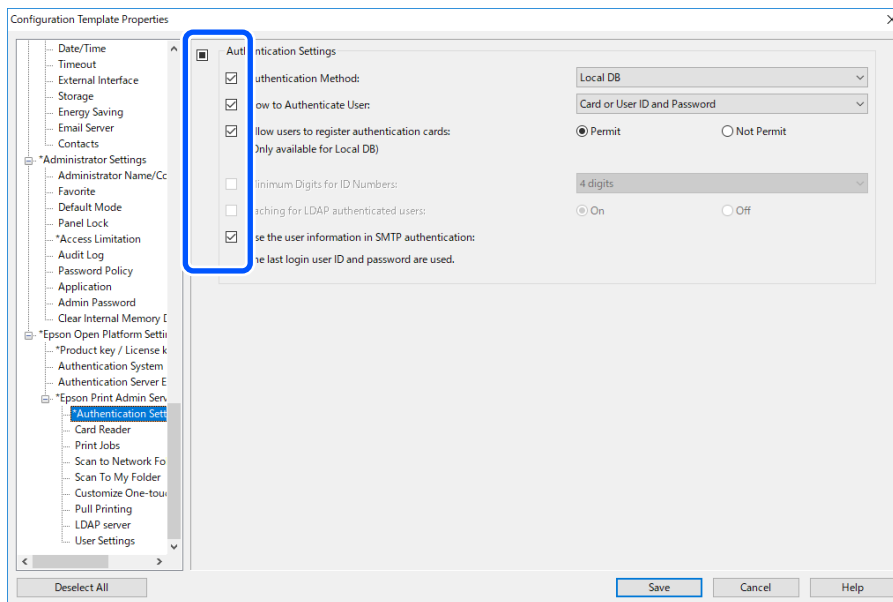 Configuration Template Properties
Date/Time
Timeout
External Interface
Storage
Energy Saving
Email Server
Contacts
*Administrator Settings
Administrator Name/Co
Favorite
Default Mode
Panel Lock
*Access Limitation
Audit Log
Password Policy
Application
Admin Password
Clear Internal Memory D
*Epson Open Platform Settin
*Product key / License k
Authentication System
Authentication Server E
*Epson Print Admin Serv
*Authentication Sett
Card Reader
Print Jobs
Scan to Network Fo
Scan To My Folder
Customize One-tou
Pull Printing
LDAP server
User Settings
Aut entication Settings
uthentication Method: Local DB
ow to Authenticate User: Card or User ID and Password
llow users to register authentication cards: Permit Not Permit
Only available for Local DB)
inimum Digits for ID Numbers: 4 digits
aching for LDAP authenticated users: On Off
se the user information in SMTP authentication:
he last login user ID and password are used.
Deselect All Save Cancel Help